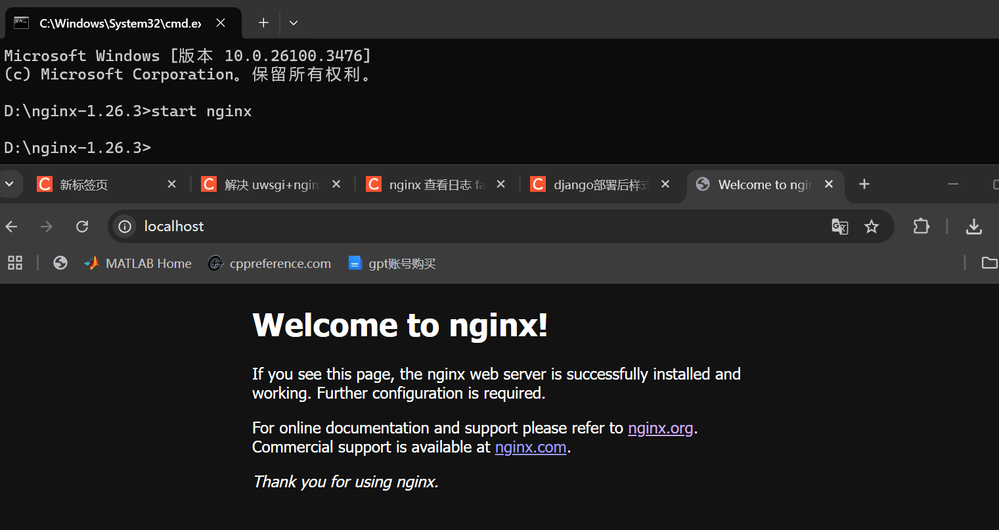 C:\Windows\System32\cmd.ex
Microsoft Windows [版本 10.0.26100.3476]
(c) Microsoft Corporation。保留所有权利。
D:\nginx-1.26.3>start nginx
D:\nginx-1.26.3>
新标签页
解决 uwsgi+ngin
nginx 查看日志 fa
django部署后样式
Welcome to ngin
localhost
MATLAB Home
cppreference.com
gpt账号购买
Welcome to nginx!
If you see this page, the nginx web server is successfully installed and
working. Further configuration is required.
For online documentation and support please refer to nginx.org.
Commercial support is available at nginx.com.
Thank you for using nginx.